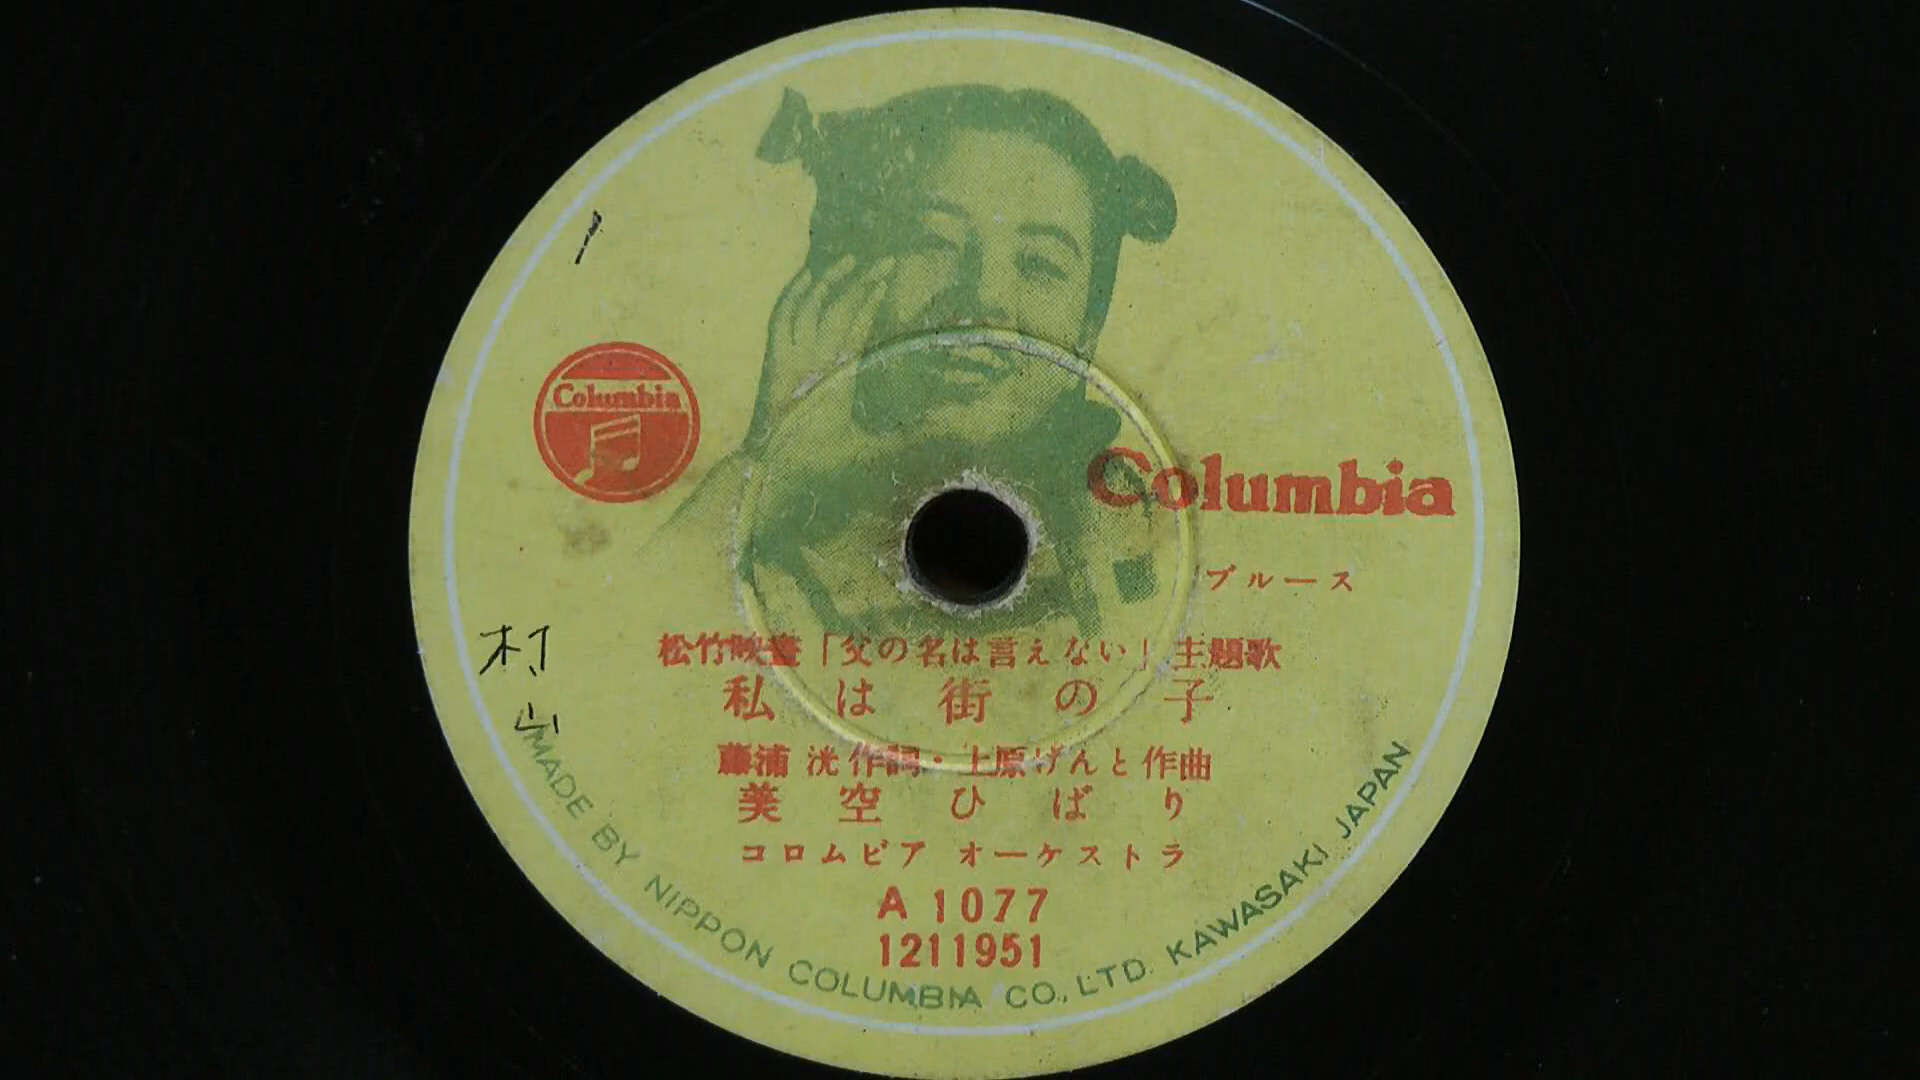 Columbia
Columbia
ブルース
松竹映畫「父の名は言えない」主題歌
私は街の子
藤浦 洸 作詞・上原げんと 作曲
美空ひばり
コロムビア オーケストラ
A 1077
1211951
村山
MADE BY NIPPON COLUMBIA CO., LTD. KAWASAKI JAPAN